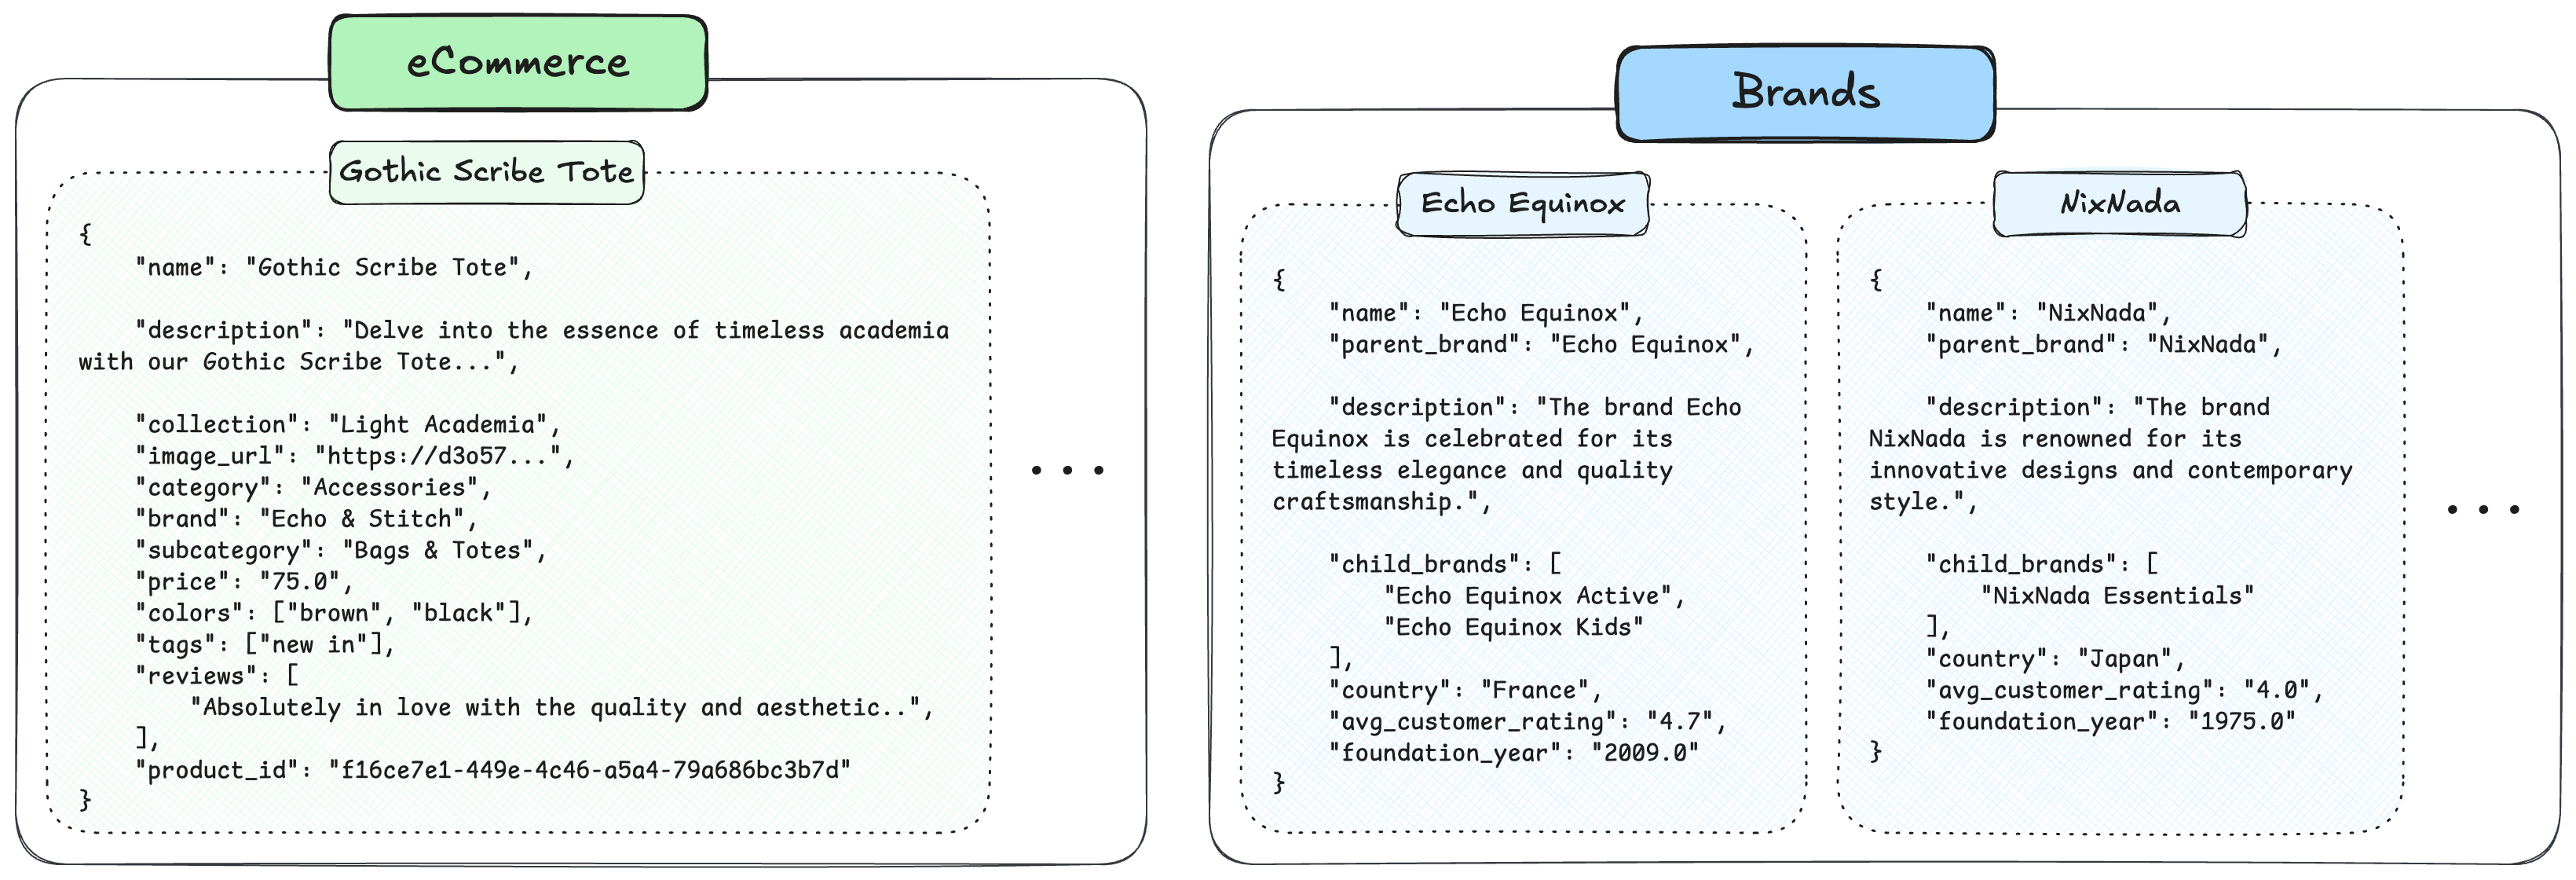 eCommerce
Gothic Scribe Tote
{
"name": "Gothic Scribe Tote",
"description": "Delve into the essence of timeless academia
with our Gothic Scribe Tote...",
"collection": "Light Academia",
"image_url": "https://d3o57...",
"category": "Accessories",
"brand": "Echo & Stitch",
"subcategory": "Bags & Totes",
"price": "75.0",
"colors": ["brown", "black"],
"tags": ["new in"],
"reviews": [
"Absolutely in love with the quality and aesthetic..",
],
"product_id": "f16ce7e1-449e-4c46-a5a4-79a686bc3b7d"
}
...
Brands
Echo Equinox
{
"name": "Echo Equinox",
"parent_brand": "Echo Equinox",
"description": "The brand Echo
Equinox is celebrated for its
timeless elegance and quality
craftsmanship.",
"child_brands": [
"Echo Equinox Active",
"Echo Equinox Kids"
],
"country": "France",
"avg_customer_rating": "4.7",
"foundation_year": "2009.0"
}
NixNada
{
"name": "NixNada",
"parent_brand": "NixNada",
"description": "The brand
NixNada is renowned for its
innovative designs and contemporary
style.",
"child_brands": [
"NixNada Essentials"
],
"country": "Japan",
"avg_customer_rating": "4.0",
"foundation_year": "1975.0"
}
...